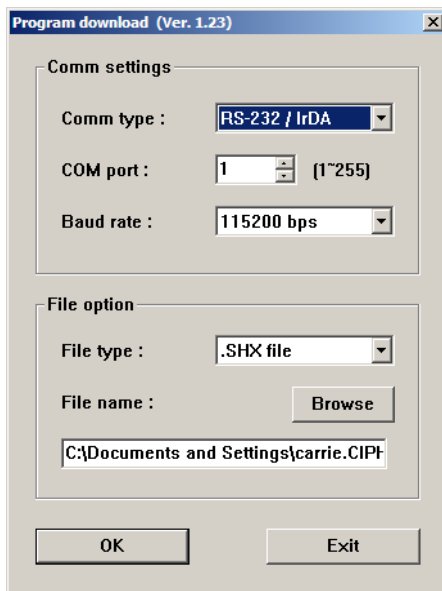 Program download (Ver. 1.23)
Comm settings
Comm type : RS-232 / IrDA
COM port : 1 (1~255)
Baud rate : 115200 bps
File option
File type : .SHX file
File name : Browse
C:\Documents and Settings\carrie.CIPH
OK Exit